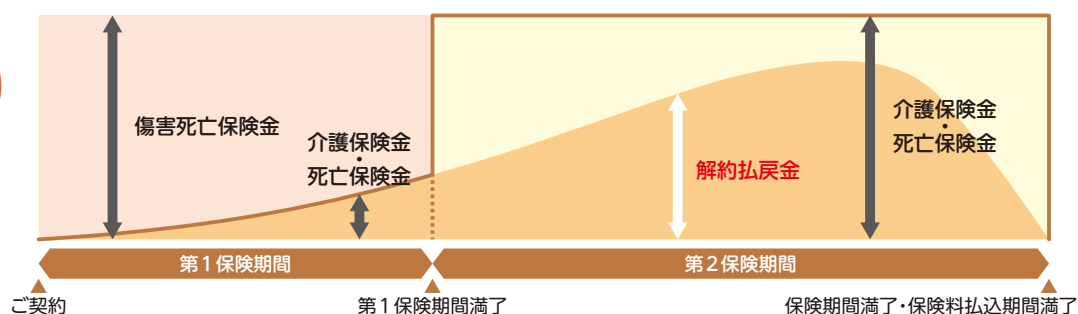 傷害死亡保険金
介護保険金
・
死亡保険金
解約払戻金
介護保険金
・
死亡保険金
第1保険期間
第2保険期間
ご契約
第1保険期間満了
保険期間満了・保険料払込期間満了